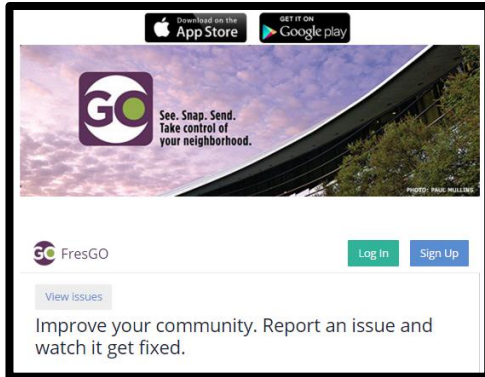 Download on the
App Store
GET IT ON
Google play
GO
See. Snap. Send.
Take control of
your neighborhood.
PHOTO: PAUL MULLINS
GO FresGO
Log In
Sign Up
View issues
Improve your community. Report an issue and
watch it get fixed.